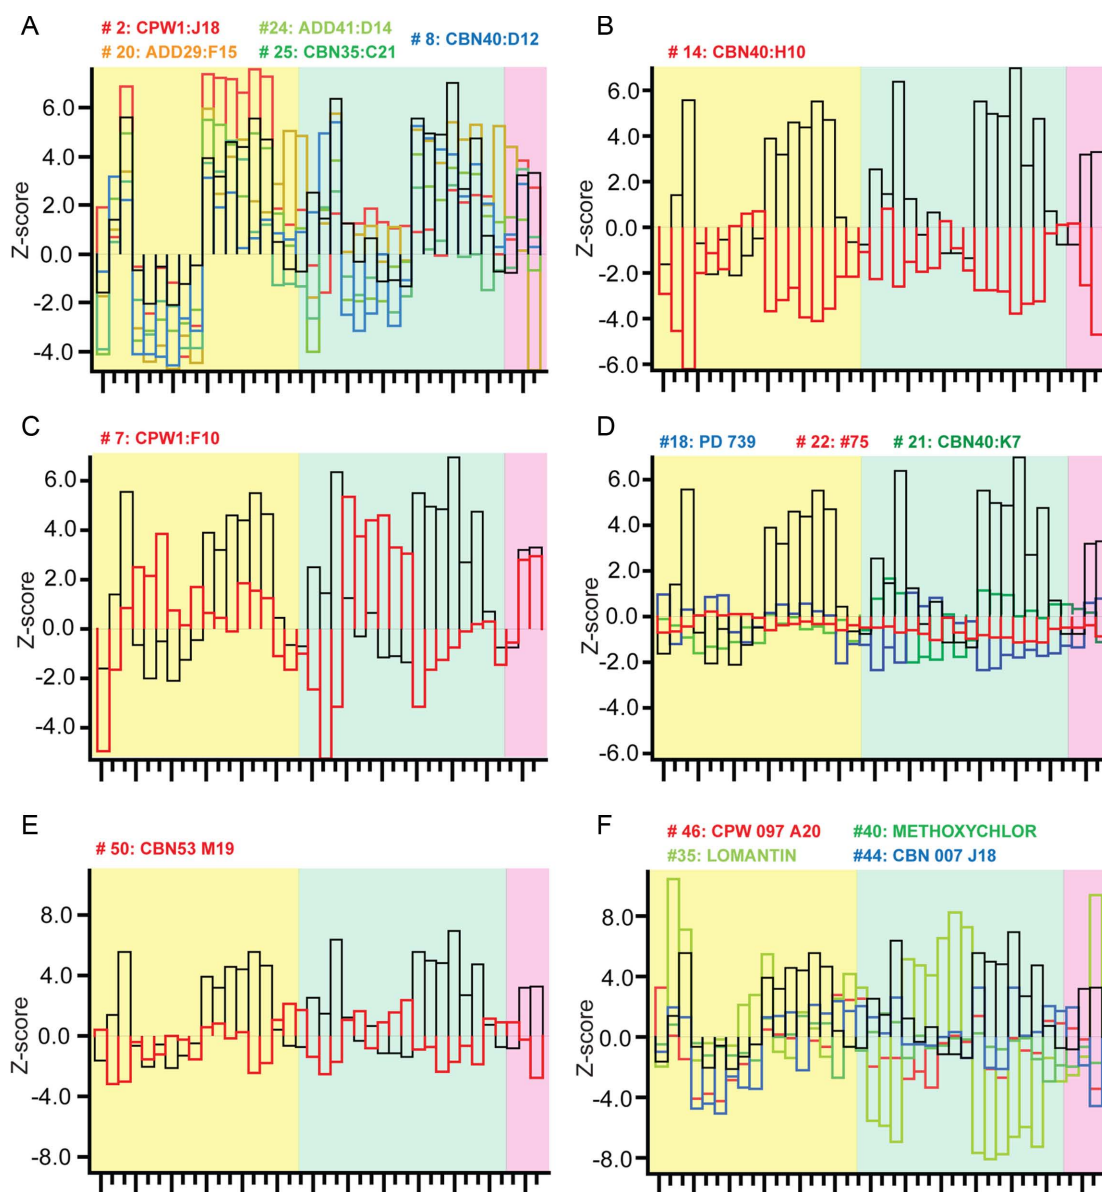 A
# 2: CPW1:J18 #24: ADD41:D14 # 8: CBN40:D12
# 20: ADD29:F15 # 25: CBN35:C21
Z-score
6.0
4.0
2.0
0.0
-2.0
-4.0
B
# 14: CBN40:H10
Z-score
6.0
4.0
2.0
0.0
-2.0
-4.0
-6.0
C
# 7: CPW1:F10
Z-score
6.0
4.0
2.0
0.0
-2.0
-4.0
D
#18: PD 739 # 22: #75 # 21: CBN40:K7
Z-score
6.0
4.0
2.0
0.0
-2.0
-4.0
-6.0
E
# 50: CBN53 M19
Z-score
8.0
4.0
0.0
-4.0
-8.0
F
# 46: CPW 097 A20 #40: METHOXYCHLOR
#35: LOMANTIN #44: CBN 007 J18
Z-score
8.0
4.0
0.0
-4.0
-8.0